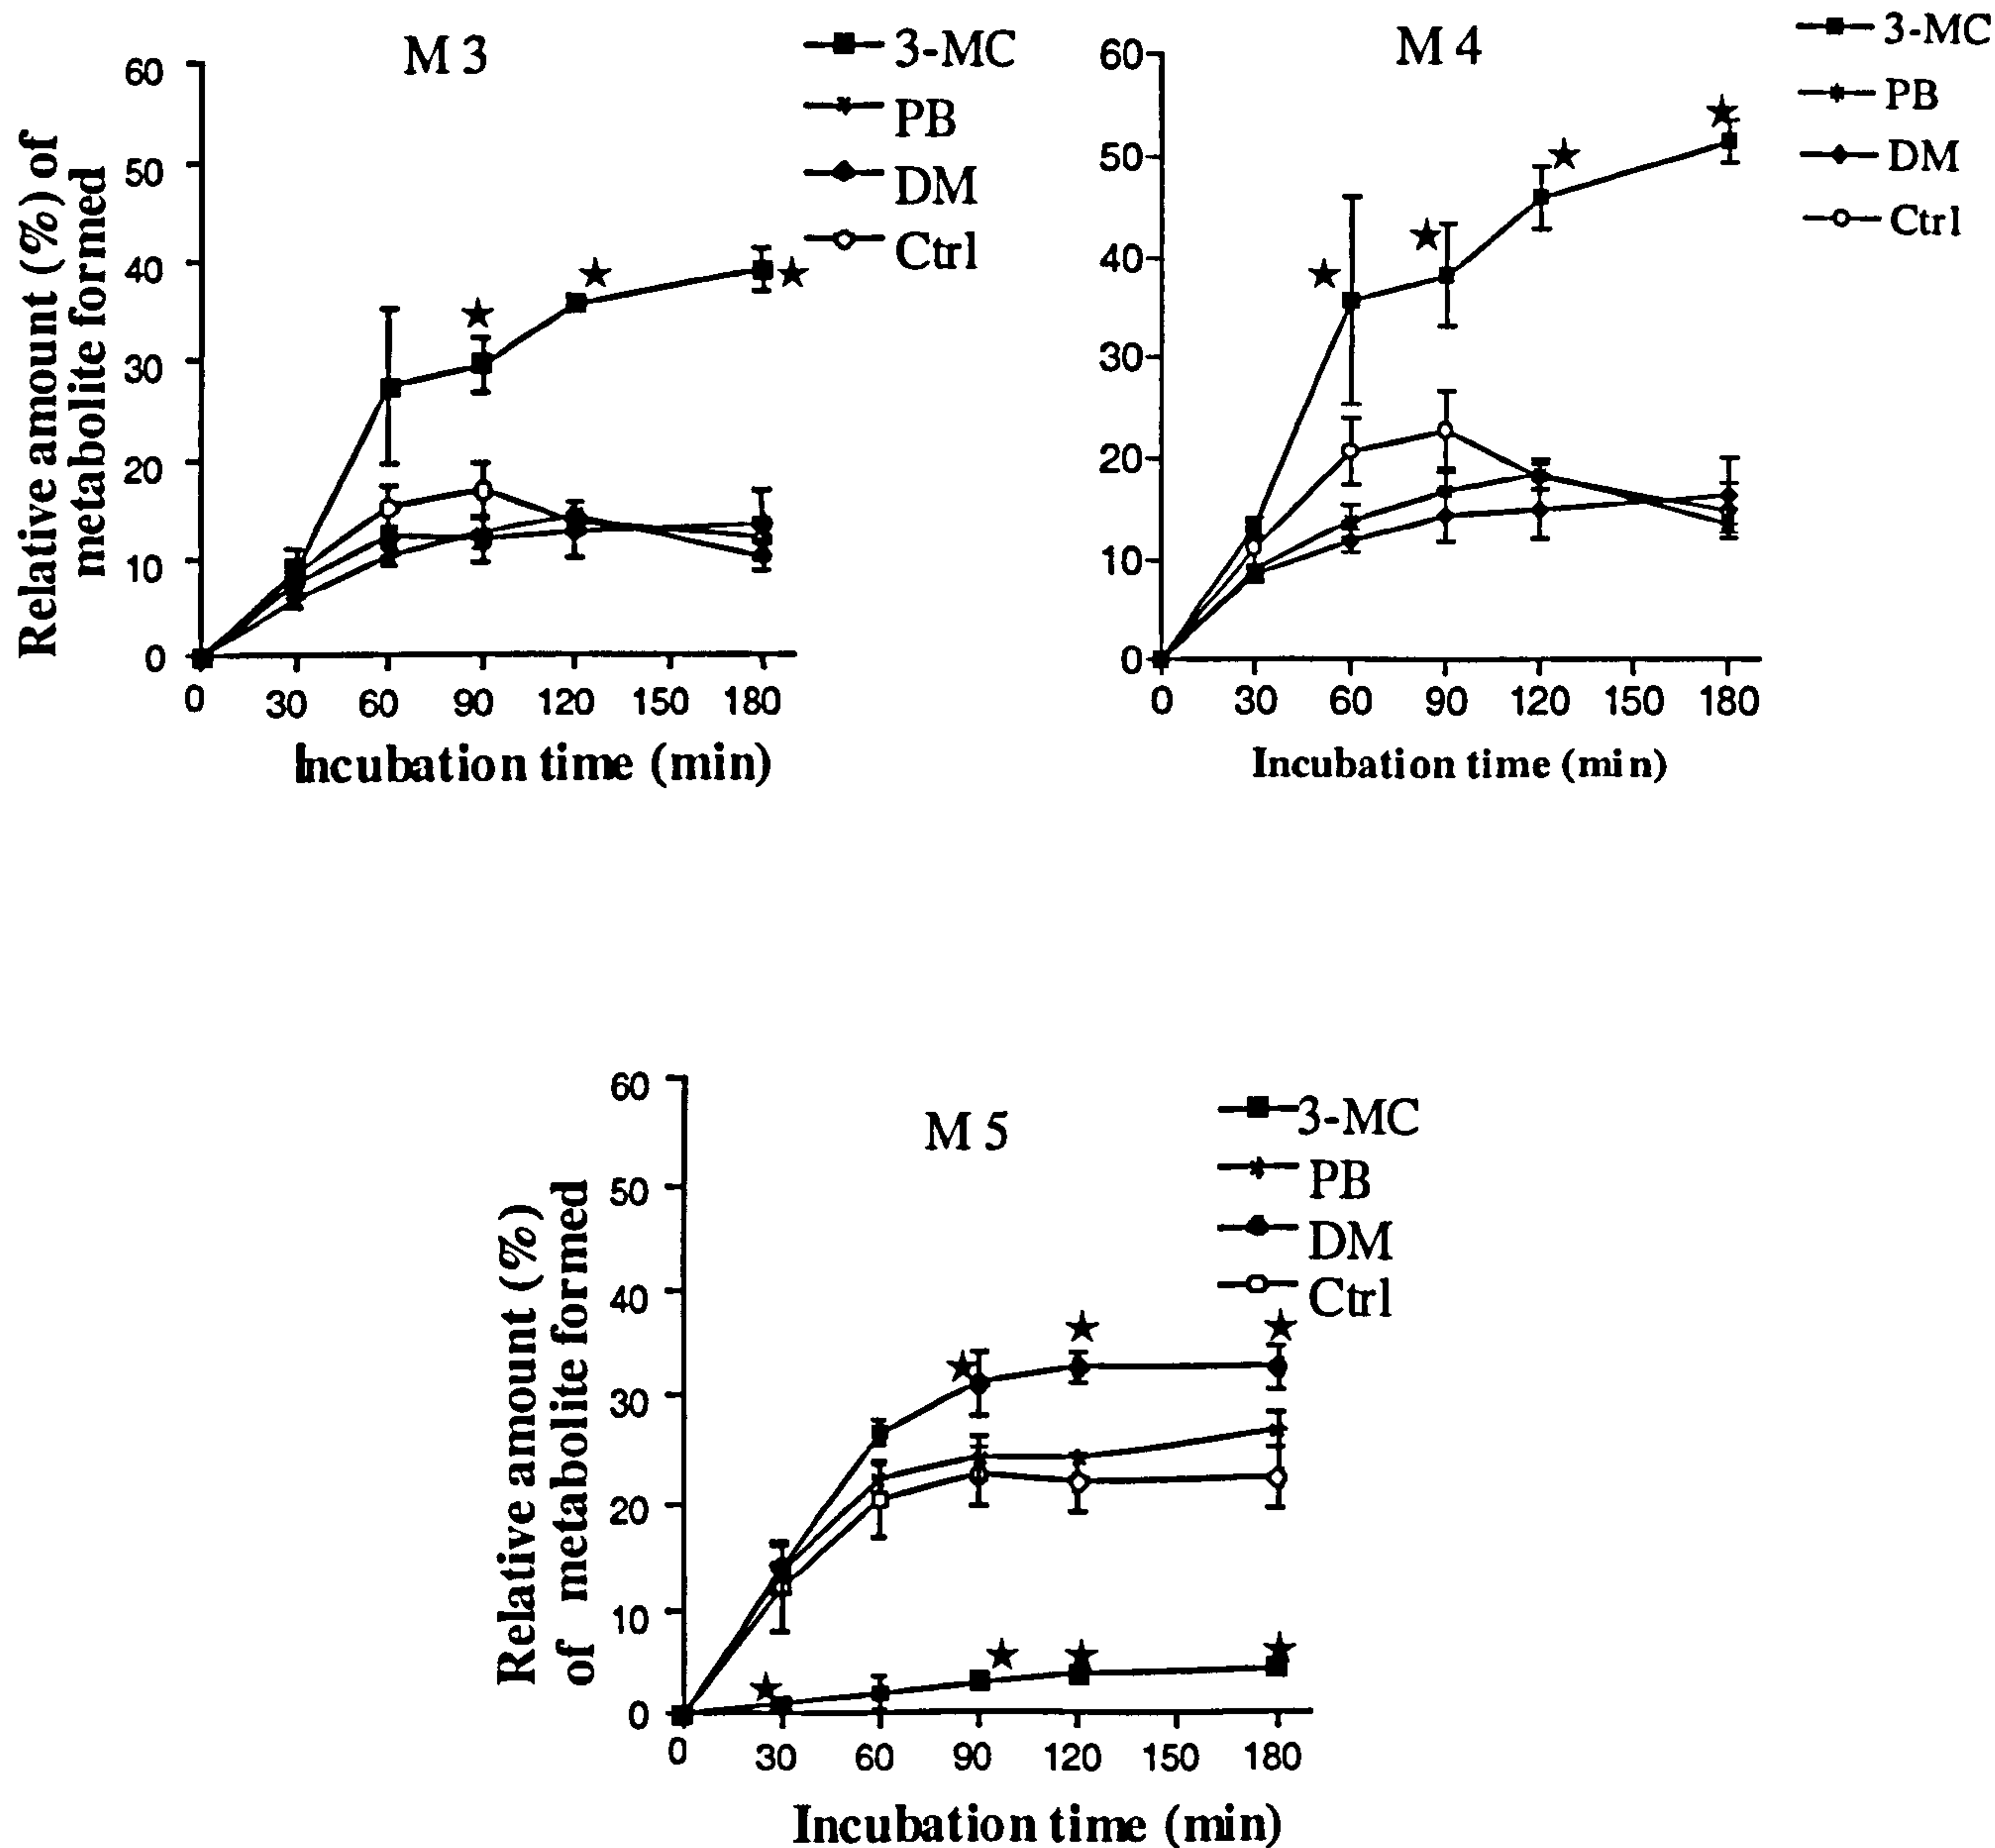 M 3
3-MC
PB
DM
Ctrl
60
50
40
30
20
10
0
Relative amount (%) of
metabolite formed
0 30 60 90 120 150 180
Incubation time (min)
M 4
3-MC
PB
DM
Ctrl
60
50
40
30
20
10
0
0 30 60 90 120 150 180
Incubation time (min)
M 5
3-MC
PB
DM
Ctrl
60
50
40
30
20
10
0
Relative amount (%)
of metabolite formed
0 30 60 90 120 150 180
Incubation time (min)